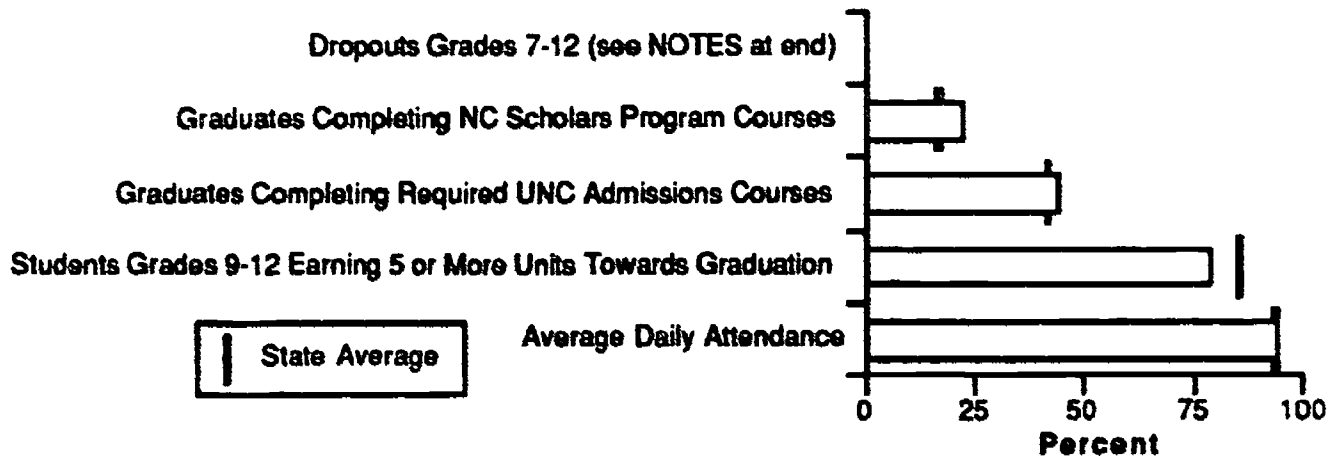 Dropouts Grades 7-12 (see NOTES at end)
Graduates Completing NC Scholars Program Courses
Graduates Completing Required UNC Admissions Courses
Students Grades 9-12 Earning 5 or More Units Towards Graduation
Average Daily Attendance
State Average
0 25 50 75 100
Percent